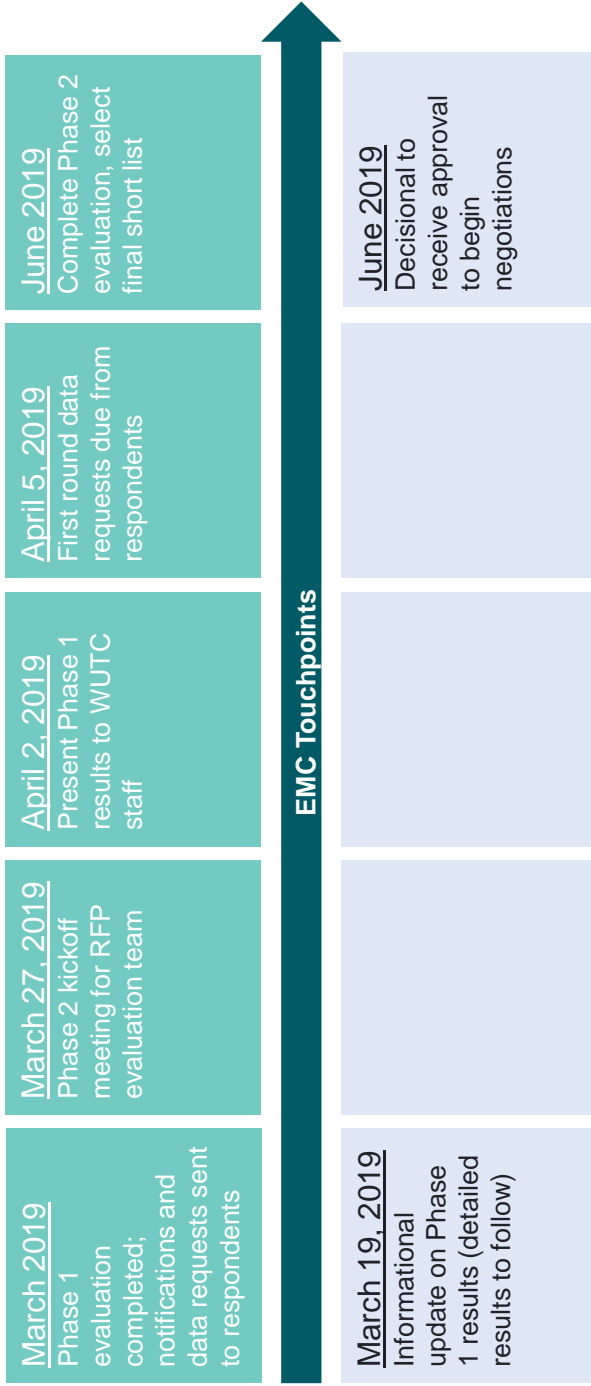 March 2019
Phase 1
evaluation
completed;
notifications and
data requests sent
to respondents
March 27, 2019
Phase 2 kickoff
meeting for RFP
evaluation team
April 2, 2019
Present Phase 1
results to WUTC
staff
April 5, 2019
First round data
requests due from
respondents
June 2019
Complete Phase 2
evaluation, select
final short list
EMC Touchpoints
March 19, 2019
Informational
update on Phase
1 results (detailed
results to follow)
June 2019
Decisional to
receive approval
to begin
negotiations